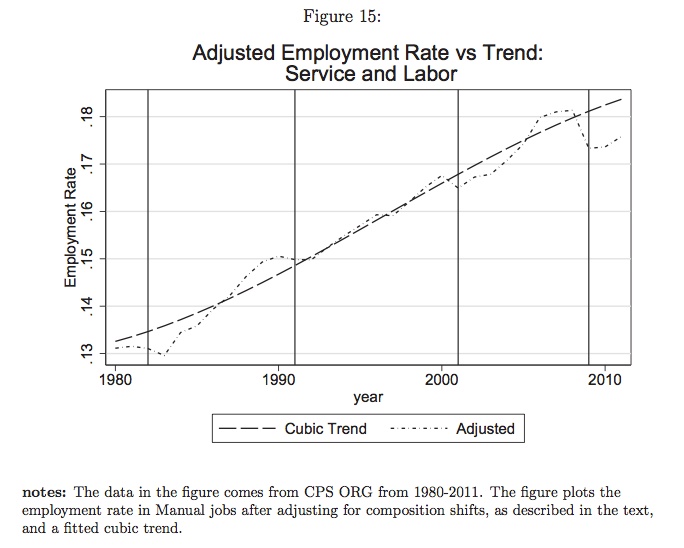 Figure 15:
Adjusted Employment Rate vs Trend:
Service and Labor
Employment Rate
.18
.17
.16
.15
.14
.13
1980 1990 2000 2010
year
Cubic Trend Adjusted
notes: The data in the figure comes from CPS ORG from 1980-2011. The figure plots the
employment rate in Manual jobs after adjusting for composition shifts, as described in the text,
and a fitted cubic trend.